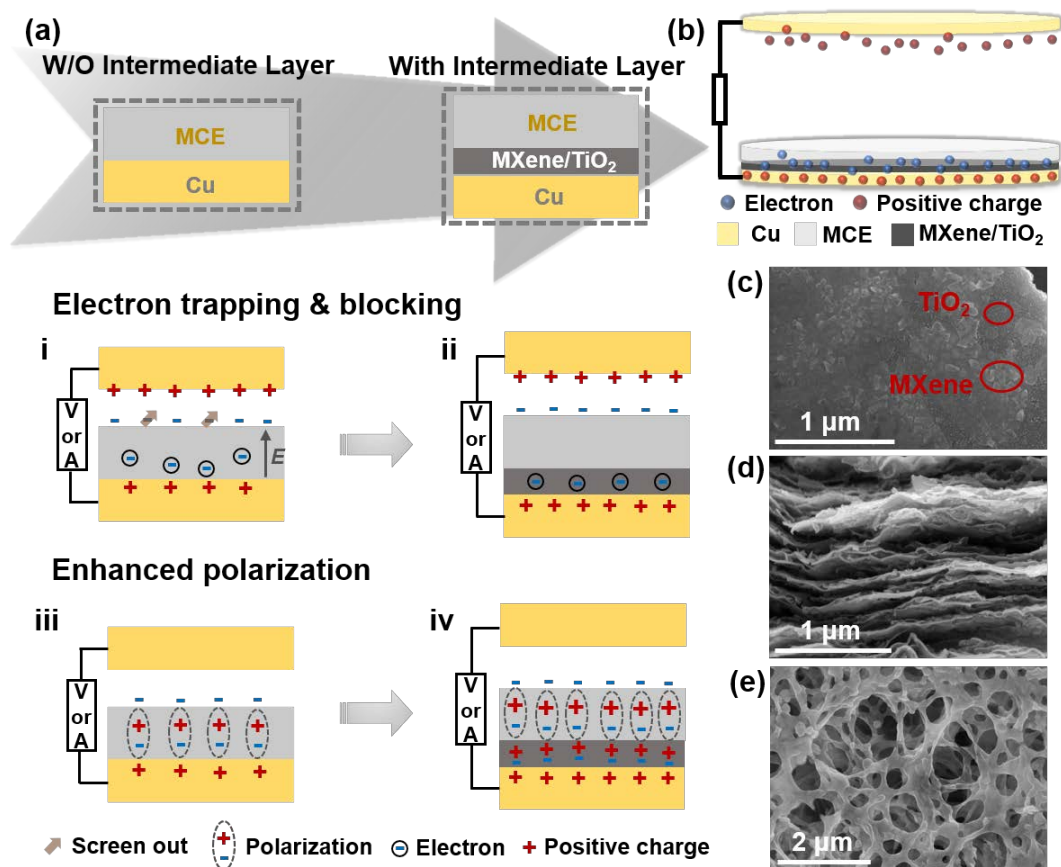 (a)
W/O Intermediate Layer
MCE
Cu
With Intermediate Layer
MCE
MXene/TiO₂
Cu
(b)
Electron Positive charge
Cu MCE MXene/TiO₂
Electron trapping & blocking
i
+ + + + + +
- - - - - -
V
or
A
- - - -
E
+ + + +
ii
+ + + + + +
- - - - - -
V
or
A
- - - -
+ + + + + +
Enhanced polarization
iii
V
or
A
- - - -
+ + + +
- - - -
+ + + +
iv
V
or
A
- - - - - -
+ + + + + +
- - - - - -
+ + + + + +
- - - - - -
+ + + + + +
Screen out + - Polarization - Electron + Positive charge
(c)
TiO₂
MXene
1 μm
(d)
1 μm
(e)
2 μm